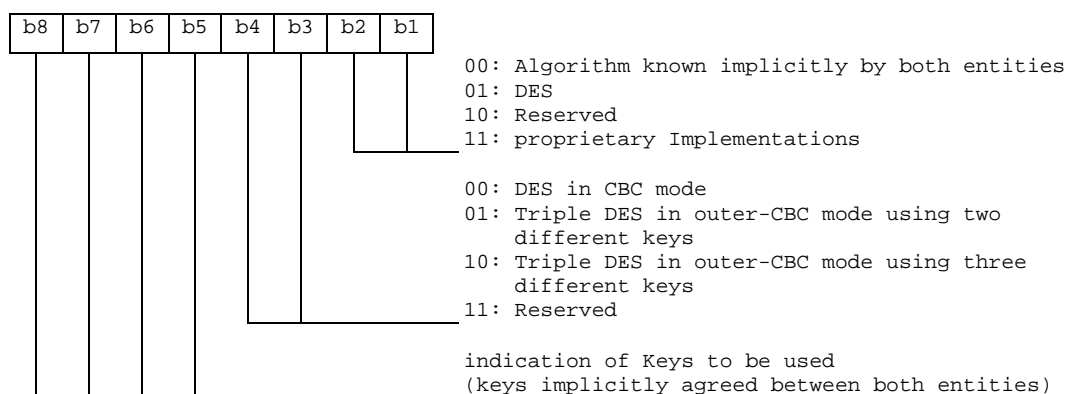 b8 b7 b6 b5 b4 b3 b2 b1
00: Algorithm known implicitly by both entities
01: DES
10: Reserved
11: proprietary Implementations
00: DES in CBC mode
01: Triple DES in outer-CBC mode using two
different keys
10: Triple DES in outer-CBC mode using three
different keys
11: Reserved
indication of Keys to be used
(keys implicitly agreed between both entities)